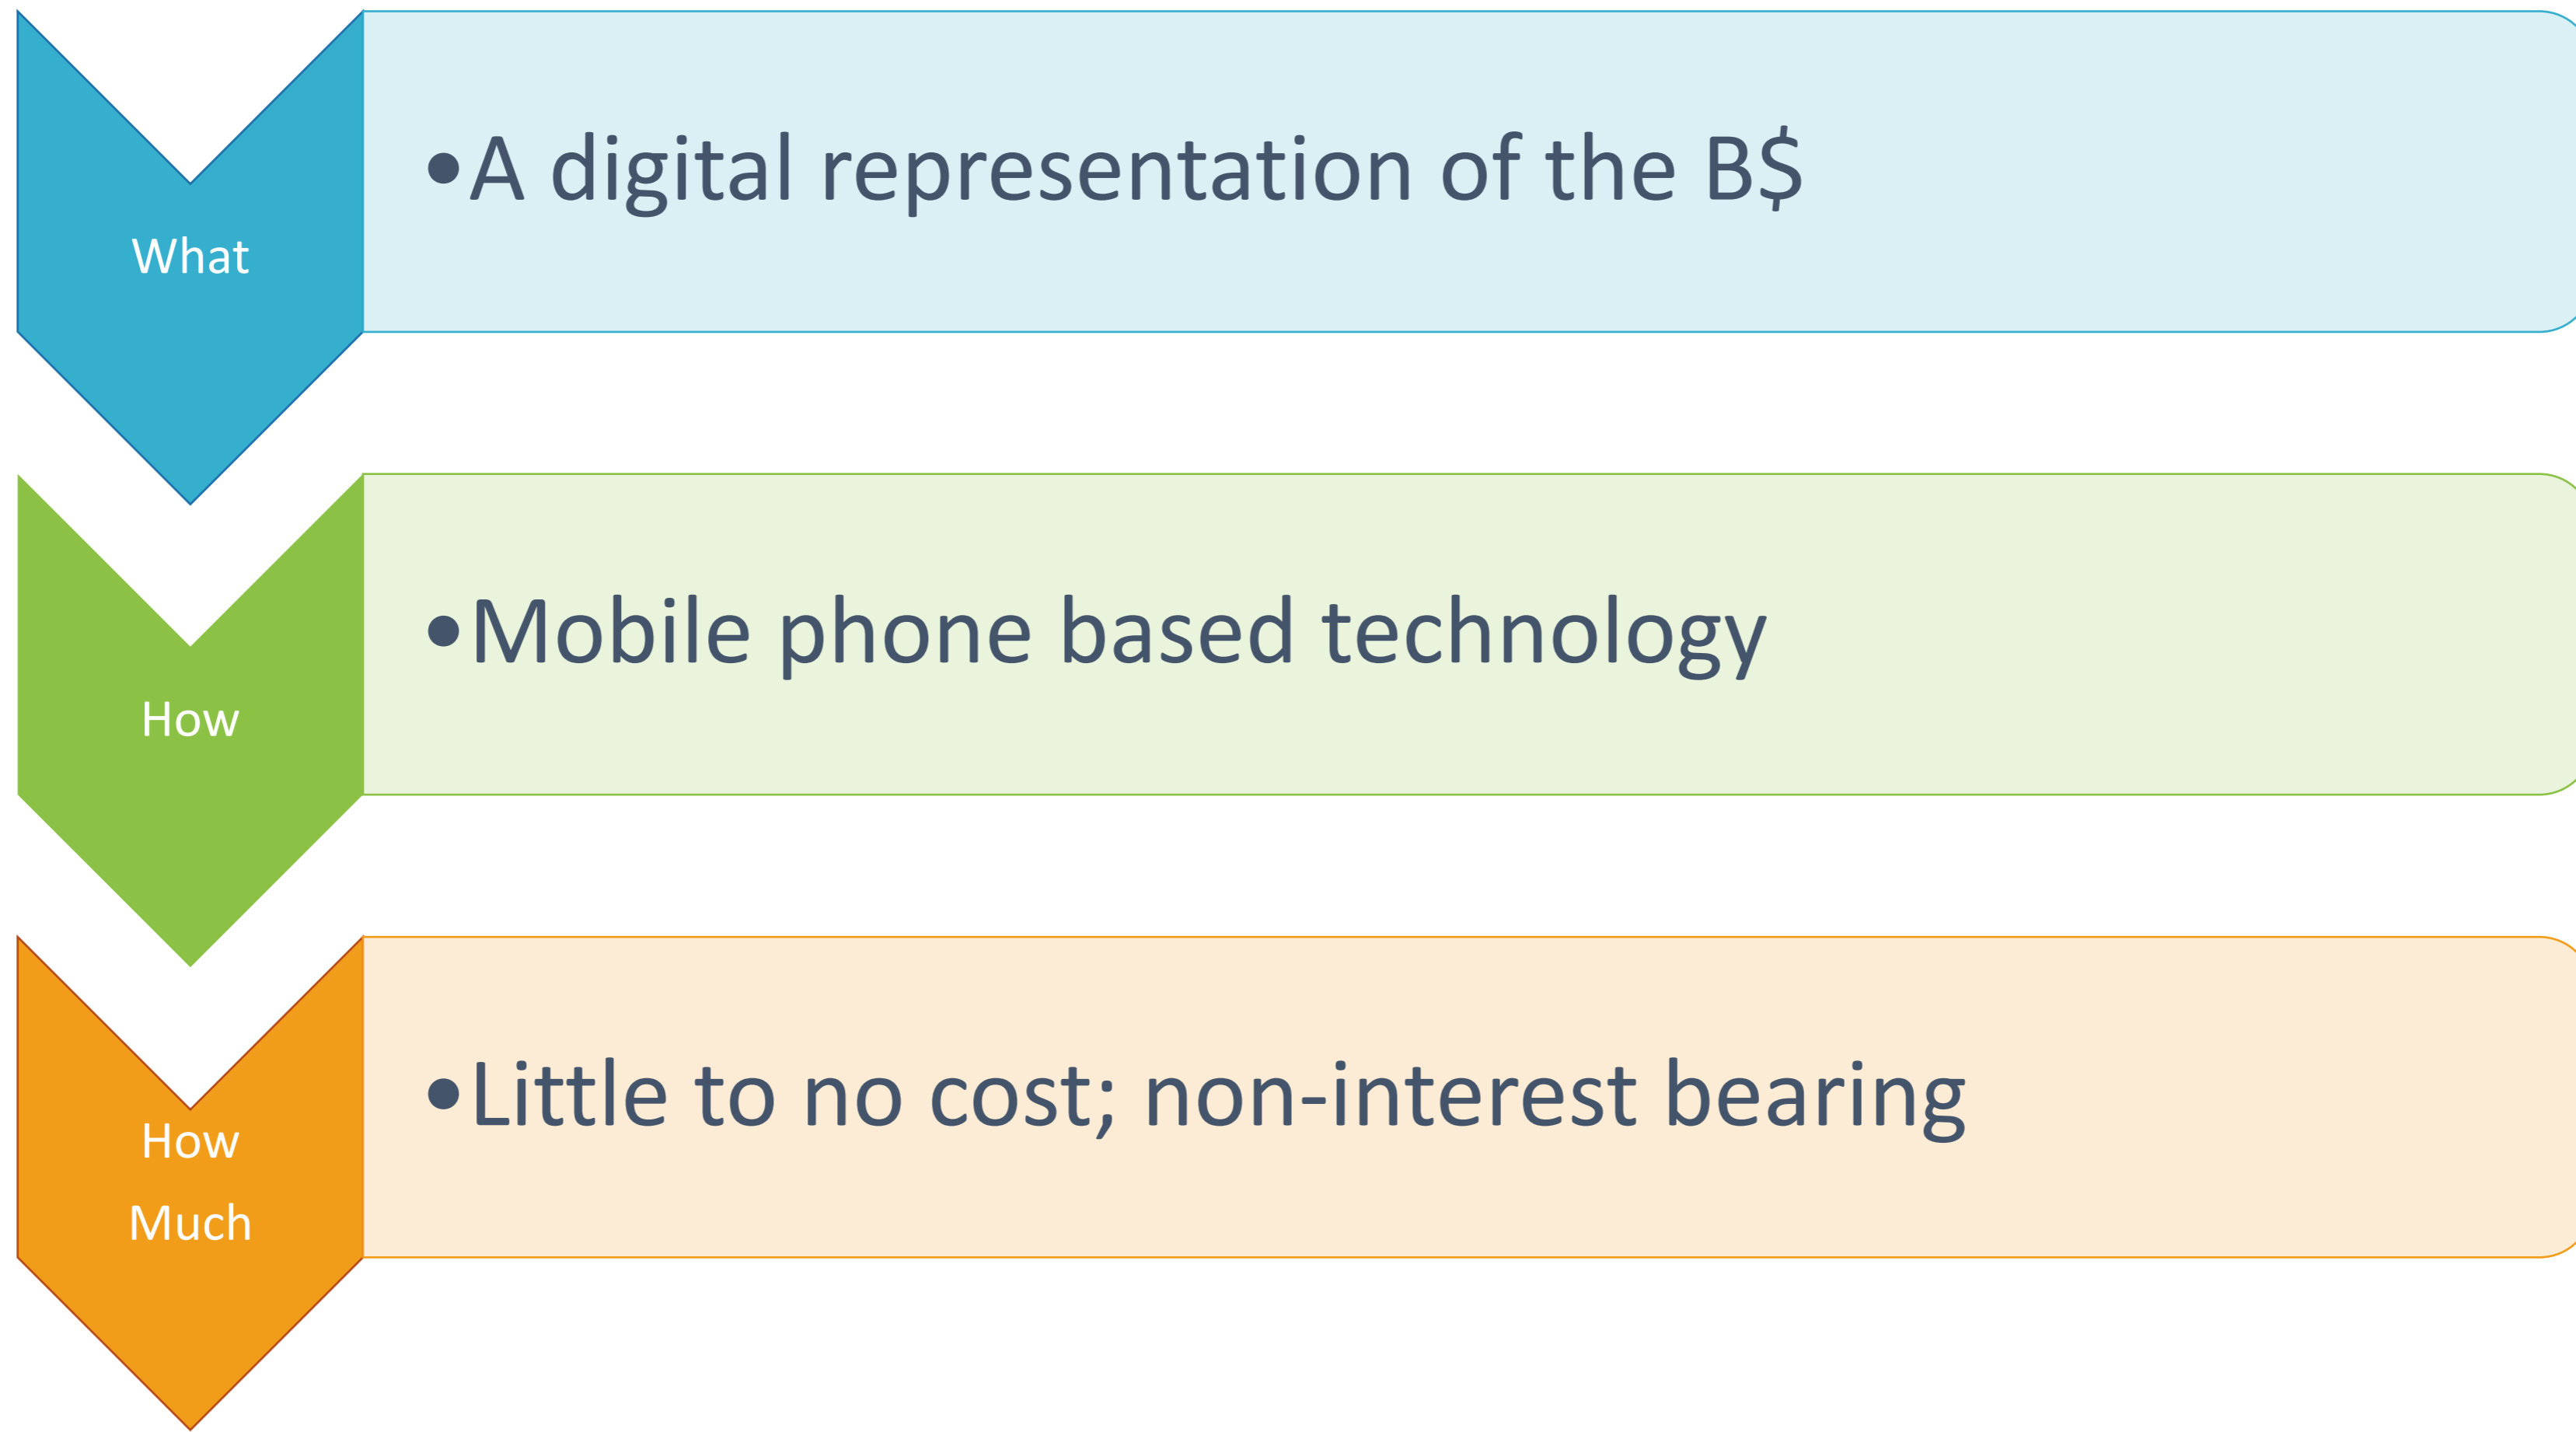 What
•A digital representation of the B$
How
•Mobile phone based technology
How
Much
•Little to no cost; non-interest bearing